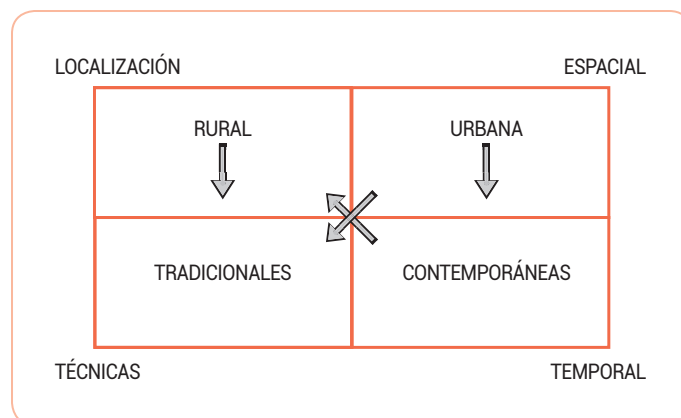 LOCALIZACIÓN ESPACIAL
RURAL URBANA
TRADICIONALES CONTEMPORÁNEAS
TÉCNICAS TEMPORAL